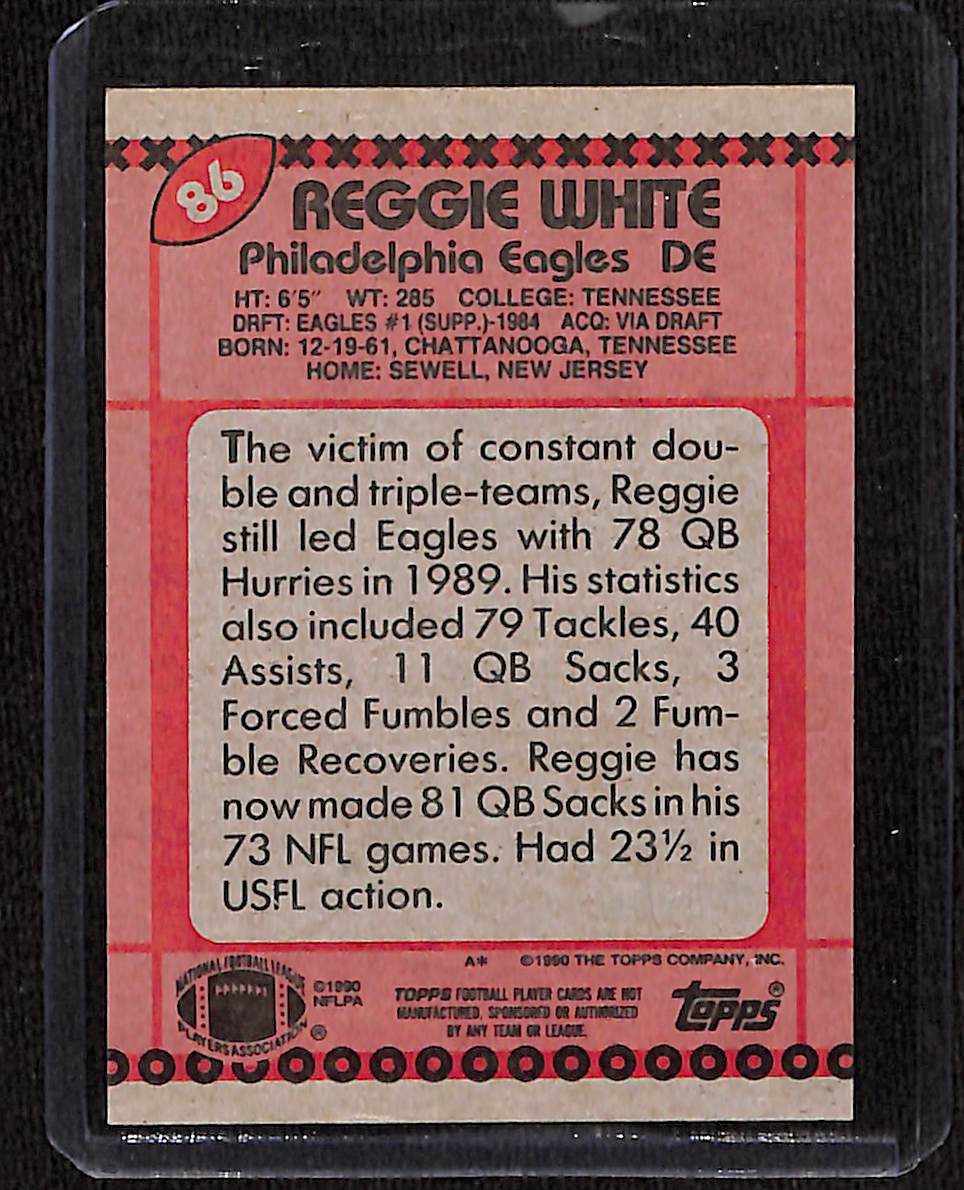 86
REGGIE WHITE
Philadelphia Eagles DE
HT: 6'5" WT: 285 COLLEGE: TENNESSEE
DRFT: EAGLES #1 (SUPP.)-1984 ACQ: VIA DRAFT
BORN: 12-19-61, CHATTANOOGA, TENNESSEE
HOME: SEWELL, NEW JERSEY
The victim of constant dou-
ble and triple-teams, Reggie
still led Eagles with 78 QB
Hurries in 1989. His statistics
also included 79 Tackles, 40
Assists, 11 QB Sacks, 3
Forced Fumbles and 2 Fum-
ble Recoveries. Reggie has
now made 81 QB Sacks in his
73 NFL games. Had 23½ in
USFL action.
A* ©1990 THE TOPPS COMPANY, INC.
NATIONAL FOOTBALL LEAGUE
PLAYERS ASSOCIATION
®
©1990
NFLPA
TOPPS FOOTBALL PLAYER CARDS ARE NOT
MANUFACTURED, SPONSORED OR AUTHORIZED
BY ANY TEAM OR LEAGUE.
topps®